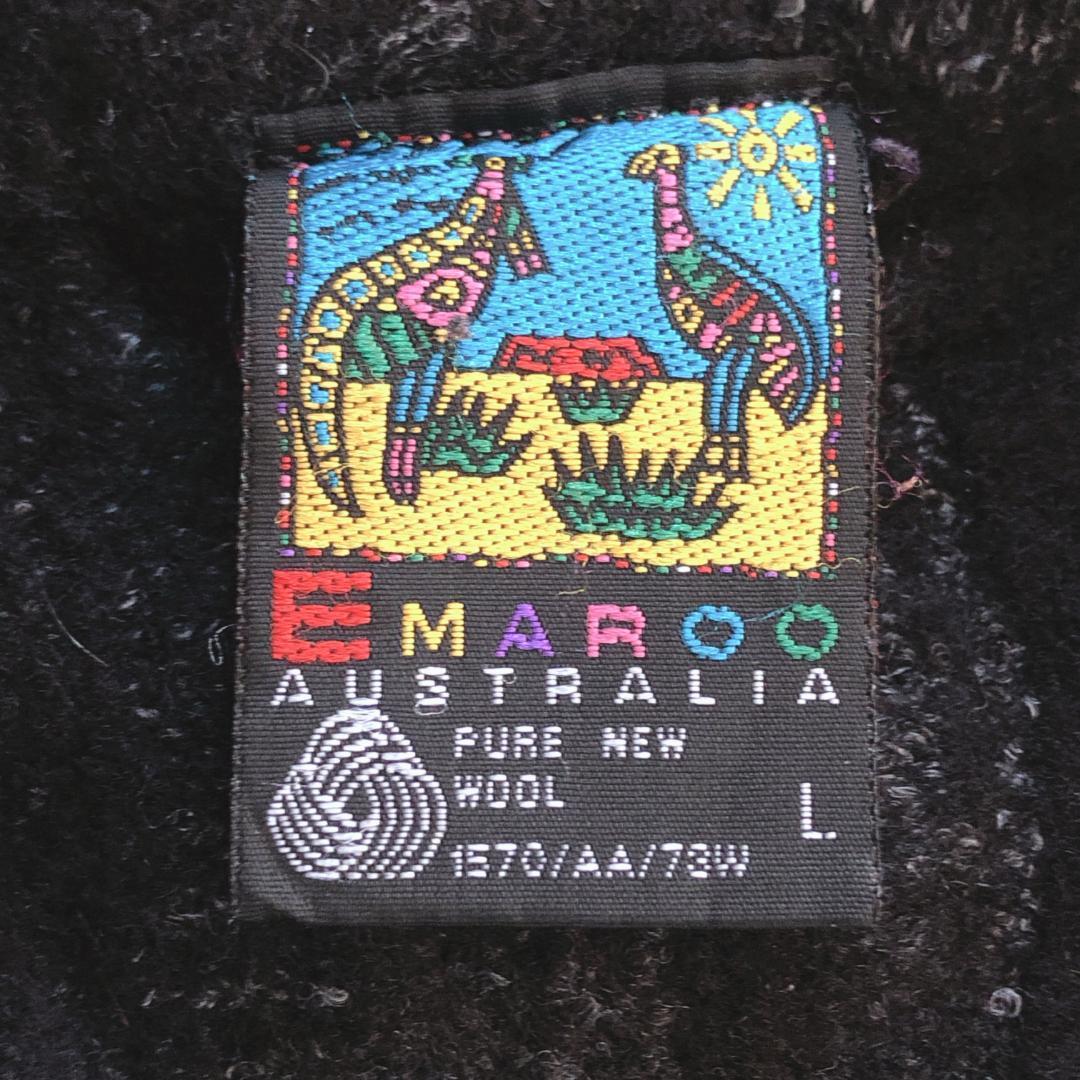 EMAROO
AUSTRALIA
PURE NEW
WOOL
L
1E70/AA/73W